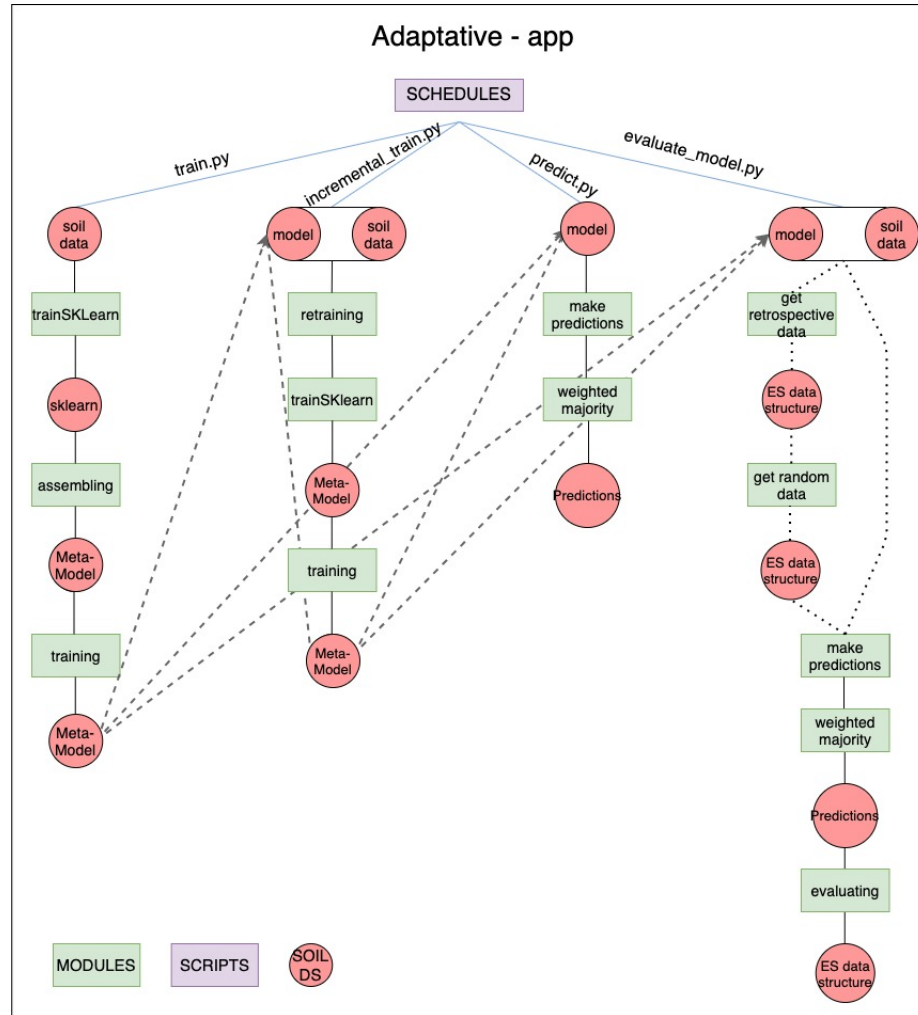 Adaptative - app
SCHEDULES
train.py
incremental_train.py
predict.py
evaluate_model.py
soil
data
trainSKLearn
sklearn
assembling
Meta-
Model
training
Meta-
Model
model
soil
data
retraining
trainSKlearn
Meta-
Model
training
Meta-
Model
model
make
predictions
weighted
majority
Predictions
model
soil
data
get
retrospective
data
ES data
structure
get random
data
ES data
structure
make
predictions
weighted
majority
Predictions
evaluating
ES data
structure
MODULES
SCRIPTS
SOIL
DS